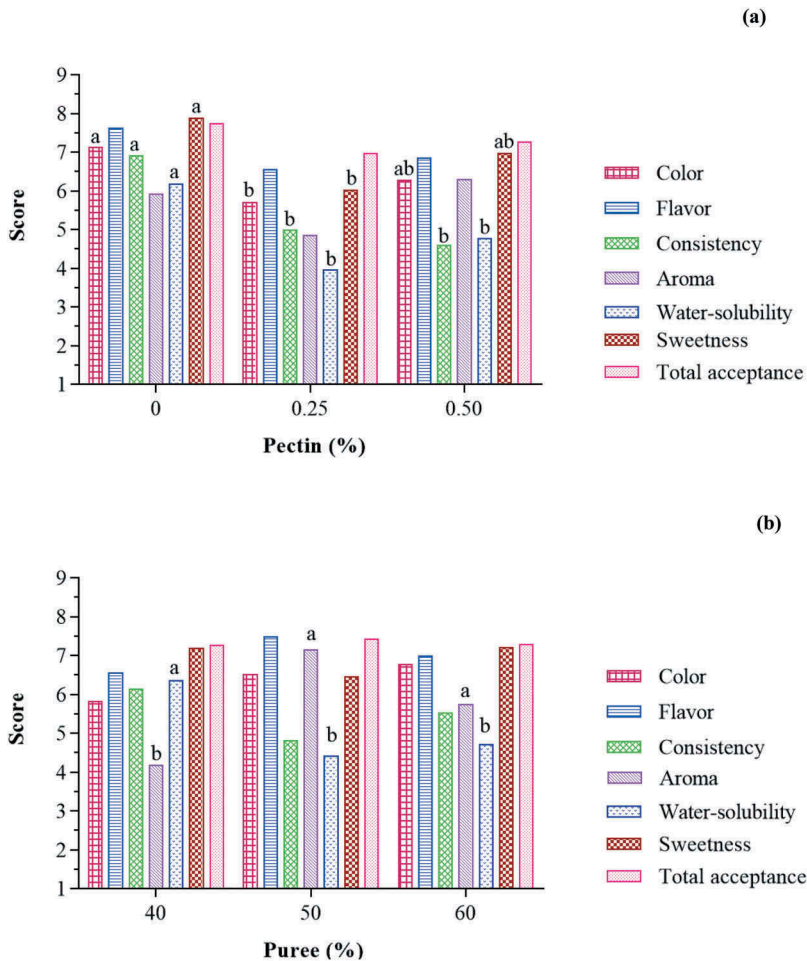 (a)
9
8
7
6
5
4
3
2
1
Score
a a a a a
b b b b
ab b b ab
0 0.25 0.50
Pectin (%)
Color
Flavor
Consistency
Aroma
Water-solubility
Sweetness
Total acceptance
(b)
9
8
7
6
5
4
3
2
1
Score
b a a b a b
40 50 60
Puree (%)
Color
Flavor
Consistency
Aroma
Water-solubility
Sweetness
Total acceptance